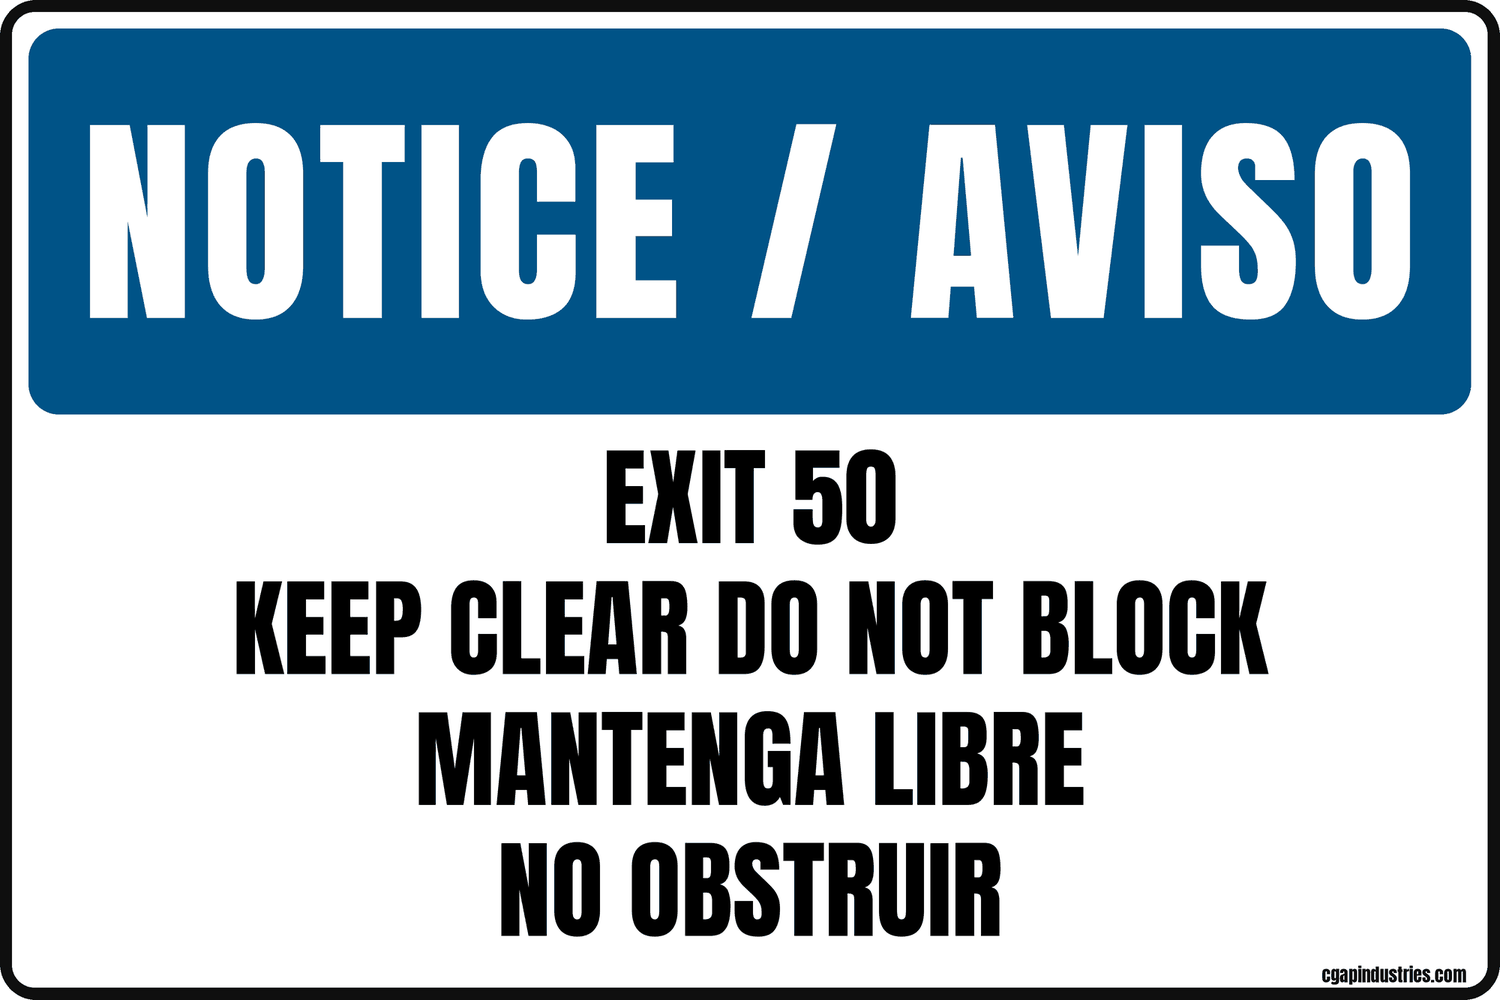 NOTICE / AVISO
EXIT 50
KEEP CLEAR DO NOT BLOCK
MANTENGA LIBRE
NO OBSTRUIR
cgapindustries.com